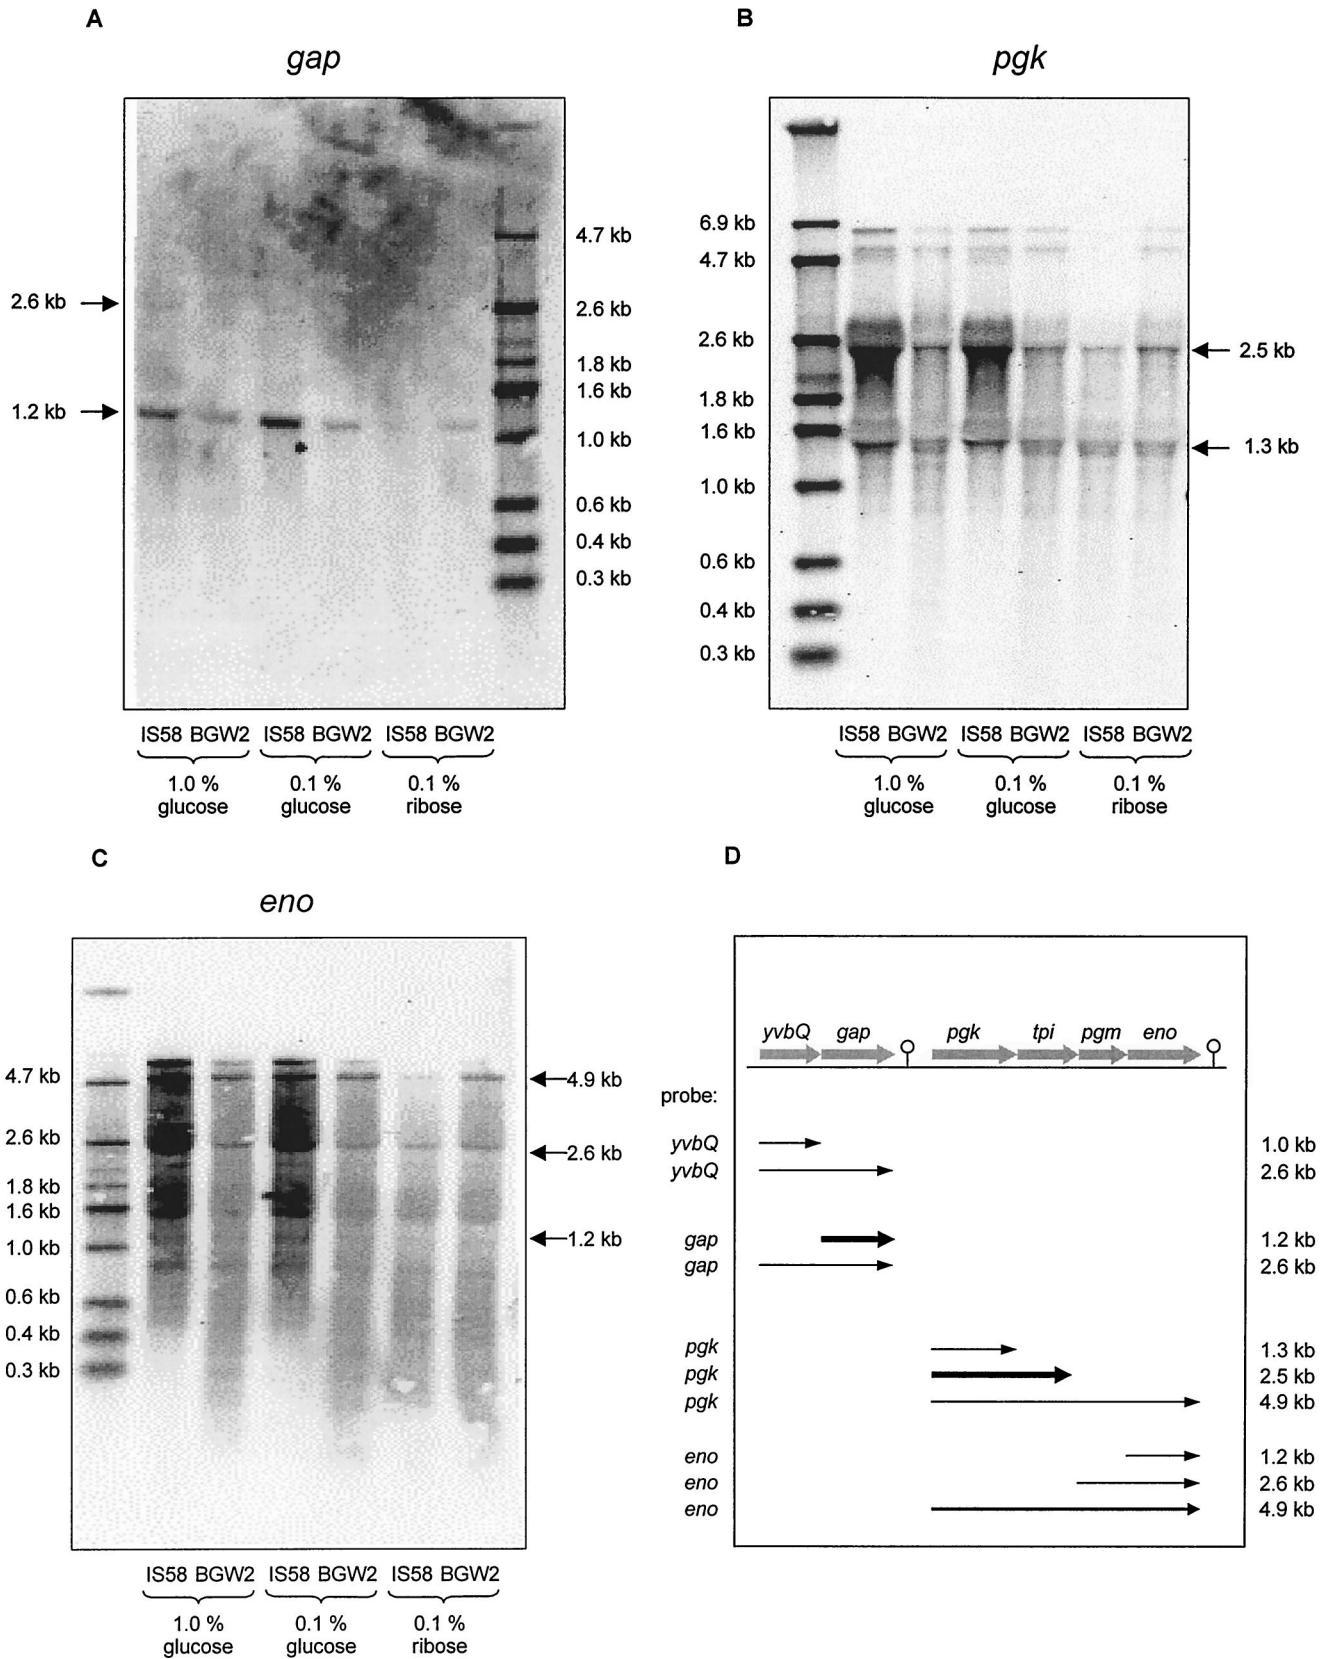 A
gap
4.7 kb
2.6 kb
2.6 kb
1.8 kb
1.6 kb
1.2 kb
1.0 kb
0.6 kb
0.4 kb
0.3 kb
IS58 BGW2 IS58 BGW2 IS58 BGW2
1.0 % 0.1 % 0.1 %
glucose glucose ribose
B
pgk
6.9 kb
4.7 kb
2.6 kb
2.5 kb
1.8 kb
1.6 kb
1.3 kb
1.0 kb
0.6 kb
0.4 kb
0.3 kb
IS58 BGW2 IS58 BGW2 IS58 BGW2
1.0 % 0.1 % 0.1 %
glucose glucose ribose
C
eno
4.7 kb
4.9 kb
2.6 kb
2.6 kb
1.8 kb
1.6 kb
1.2 kb
1.0 kb
0.6 kb
0.4 kb
0.3 kb
IS58 BGW2 IS58 BGW2 IS58 BGW2
1.0 % 0.1 % 0.1 %
glucose glucose ribose
D
yvbQ gap pgk tpi pgm eno
probe:
yvbQ 1.0 kb
yvbQ 2.6 kb
gap 1.2 kb
gap 2.6 kb
pgk 1.3 kb
pgk 2.5 kb
pgk 4.9 kb
eno 1.2 kb
eno 2.6 kb
eno 4.9 kb